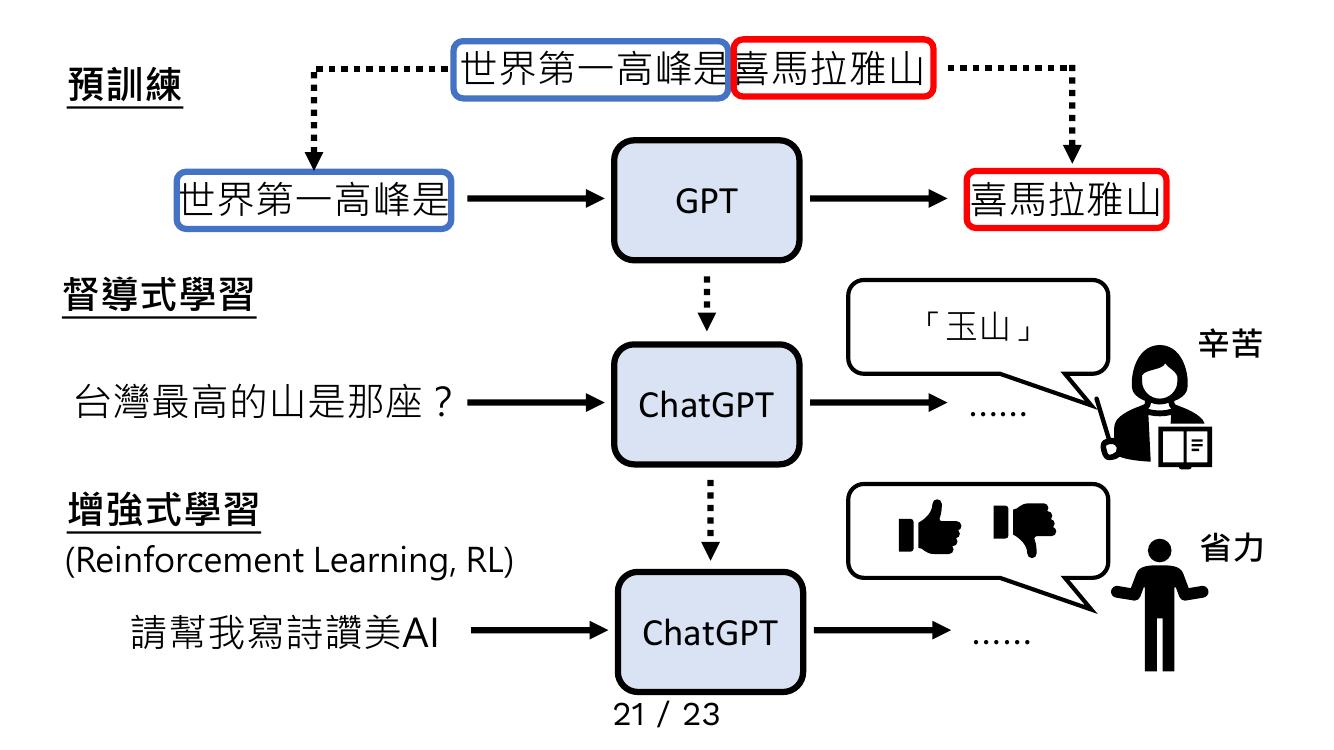 預訓練
世界第一高峰是喜馬拉雅山
世界第一高峰是
GPT
喜馬拉雅山
督導式學習
台灣最高的山是那座？
ChatGPT
......
「玉山」
辛苦
增強式學習
(Reinforcement Learning, RL)
請幫我寫詩讚美AI
ChatGPT
......
省力
21 / 23